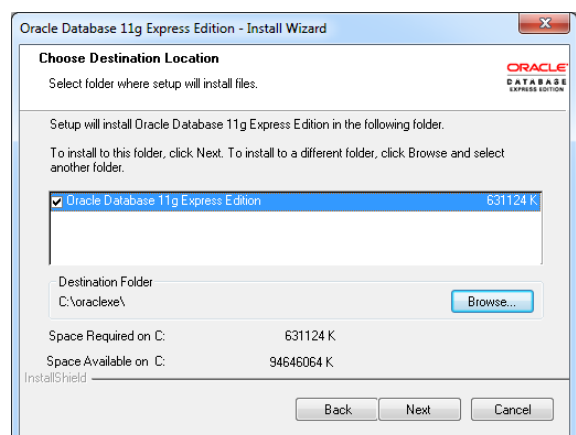 Oracle Database 11g Express Edition - Install Wizard
Choose Destination Location
Select folder where setup will install files.
ORACLE
DATABASE
EXPRESS EDITION
Setup will install Oracle Database 11g Express Edition in the following folder.
To install to this folder, click Next. To install to a different folder, click Browse and select
another folder.
Oracle Database 11g Express Edition 631124 K
Destination Folder
C:\oraclexe\
Browse...
Space Required on C: 631124 K
Space Available on C: 94646064 K
InstallShield
Back Next Cancel